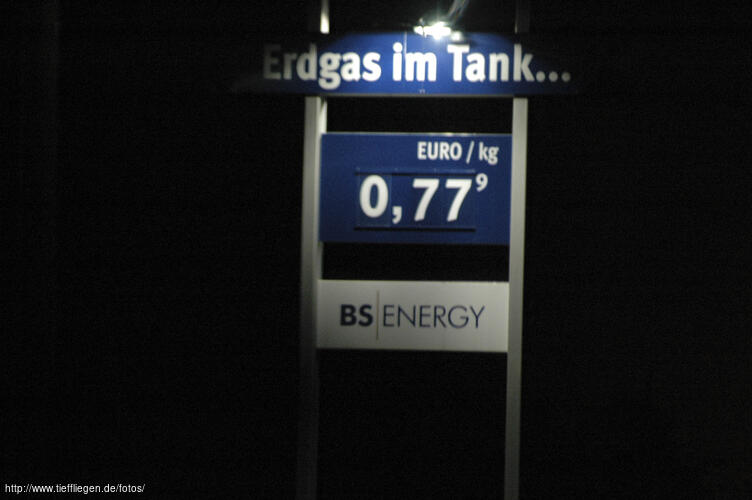 Erdgas im Tank...
EURO / kg
0,77⁹
BS|ENERGY
http://www.tieffliegen.de/fotos/